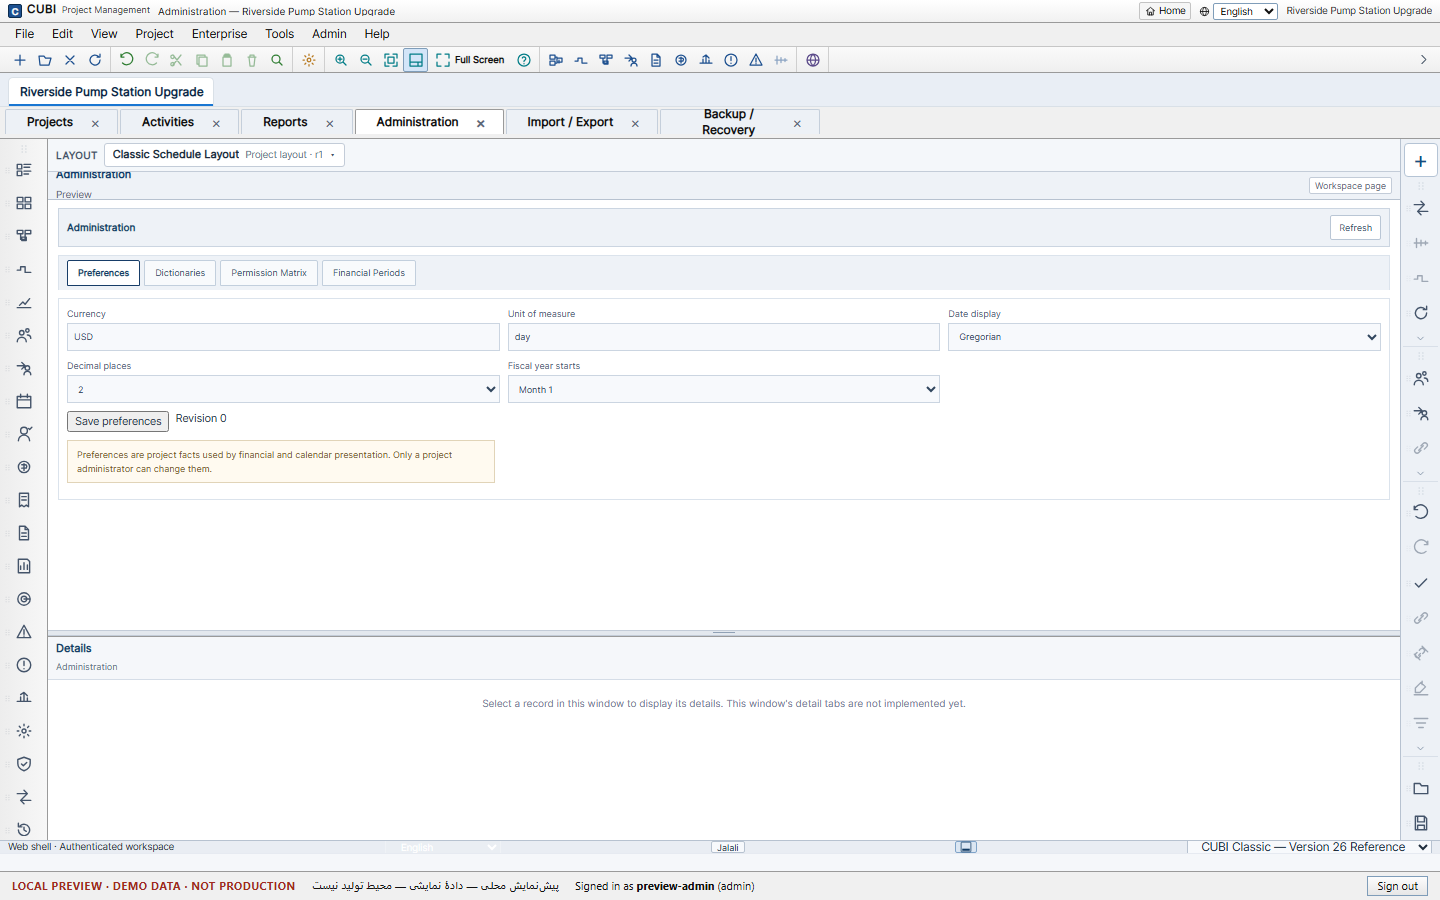 C CUBI Project Management Administration — Riverside Pump Station Upgrade Home English Riverside Pump Station Upgrade
File Edit View Project Enterprise Tools Admin Help
Full Screen
Riverside Pump Station Upgrade
Projects Activities Reports Administration Import / Export Backup / Recovery
LAYOUT Classic Schedule Layout Project layout · r1
Administration
Preview
Workspace page
Administration
Refresh
Preferences Dictionaries Permission Matrix Financial Periods
Currency Unit of measure Date display
USD day Gregorian
Decimal places Fiscal year starts
2 Month 1
Save preferences Revision 0
Preferences are project facts used by financial and calendar presentation. Only a project
administrator can change them.
Details
Administration
Select a record in this window to display its details. This window's detail tabs are not implemented yet.
Web shell · Authenticated workspace English Jalali CUBI Classic — Version 26 Reference
LOCAL PREVIEW · DEMO DATA · NOT PRODUCTION پیش‌نمایش محلی — دادهٔ نمایشی — محیط تولید نیست Signed in as preview-admin (admin) Sign out